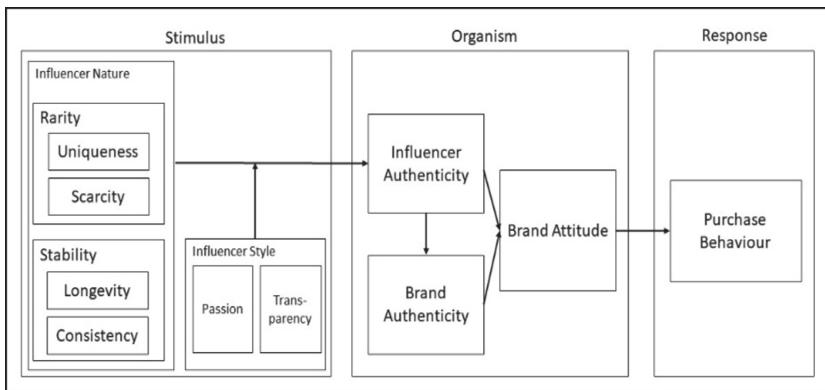 Stimulus
Organism
Response
Influencer Nature
Rarity
Uniqueness
Scarcity
Stability
Longevity
Consistency
Influencer Style
Passion
Trans-
parency
Influencer
Authenticity
Brand
Authenticity
Brand Attitude
Purchase
Behaviour